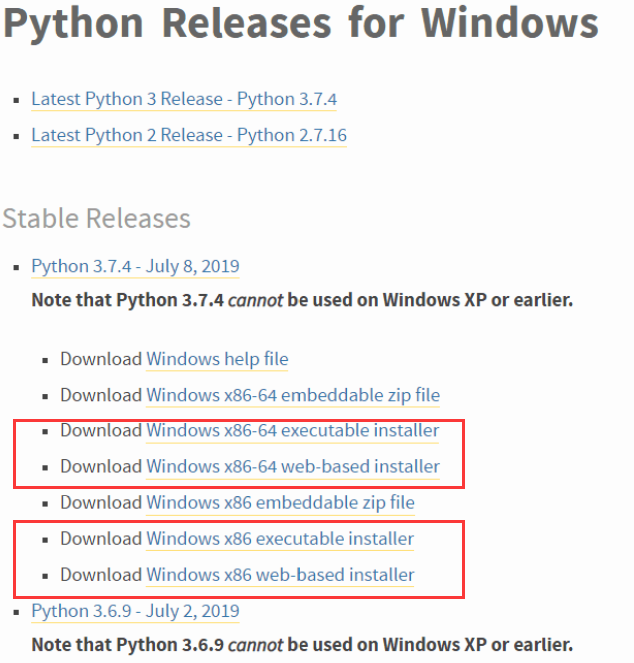 Python Releases for Windows
Latest Python 3 Release - Python 3.7.4
Latest Python 2 Release - Python 2.7.16
Stable Releases
Python 3.7.4 - July 8, 2019
Note that Python 3.7.4 cannot be used on Windows XP or earlier.
Download Windows help file
Download Windows x86-64 embeddable zip file
Download Windows x86-64 executable installer
Download Windows x86-64 web-based installer
Download Windows x86 embeddable zip file
Download Windows x86 executable installer
Download Windows x86 web-based installer
Python 3.6.9 - July 2, 2019
Note that Python 3.6.9 cannot be used on Windows XP or earlier.